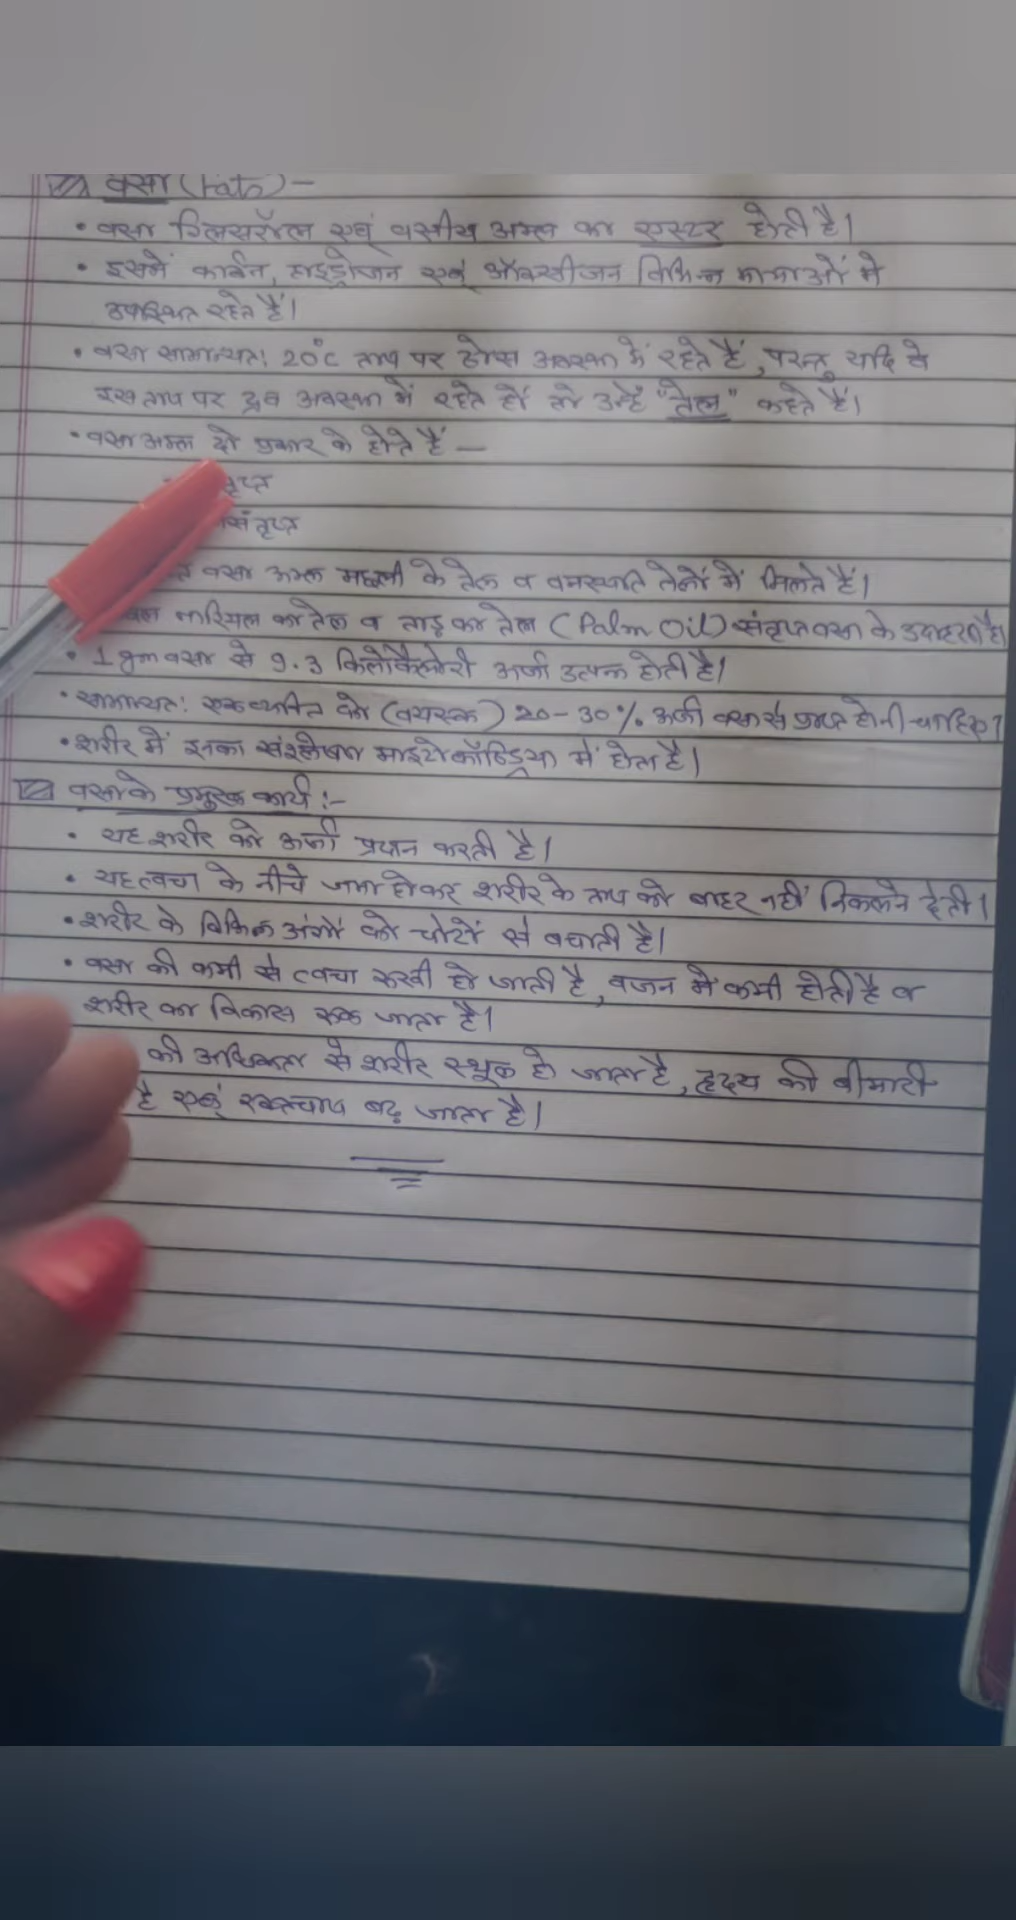 वसा (Fats) –
• वसा ग्लिसरॉल एवं वसीय अम्ल का एस्टर होती है।
• इसमें कार्बन, हाइड्रोजन एवं ऑक्सीजन विभिन्न मात्राओं में
उपस्थित रहते हैं।
• वसा सामान्यतः 20°C ताप पर ठोस अवस्था में रहते हैं, परन्तु यदि वे
इस ताप पर द्रव अवस्था में रहते हों तो उन्हें "तेल" कहते हैं।
• वसा अम्ल दो प्रकार के होते हैं —
तृप्त
संतृप्त
वसा अम्ल मछली के तेल व वनस्पति तेलों में मिलते हैं।
नारियल का तेल व ताड़ का तेल (Palm Oil) संतृप्त वसा के उदाहरण है।
• 1 gm वसा से 9.3 किलोकैलोरी ऊर्जा उत्पन्न होती है।
• सामान्यतः एक व्यक्ति को (वयस्क) 20-30% ऊर्जा वसा से प्राप्त होनी चाहिए?
• शरीर में इनका संश्लेषण माइटोकॉण्ड्रिया में होता है।
वसा के प्रमुख कार्य :-
• यह शरीर को ऊर्जा प्रदान करती है।
• यह त्वचा के नीचे जमा होकर शरीर के ताप को बाहर नहीं निकलने देती।
• शरीर के विभिन्न अंगों को चोटों से बचाती है।
• वसा की कमी से त्वचा रूखी हो जाती है, वजन में कमी होती है व
शरीर का विकास रूक जाता है।
की अधिकता से शरीर स्थूल हो जाता है, हृदय की बीमारी
है एवं रक्तचाप बढ़ जाता है।